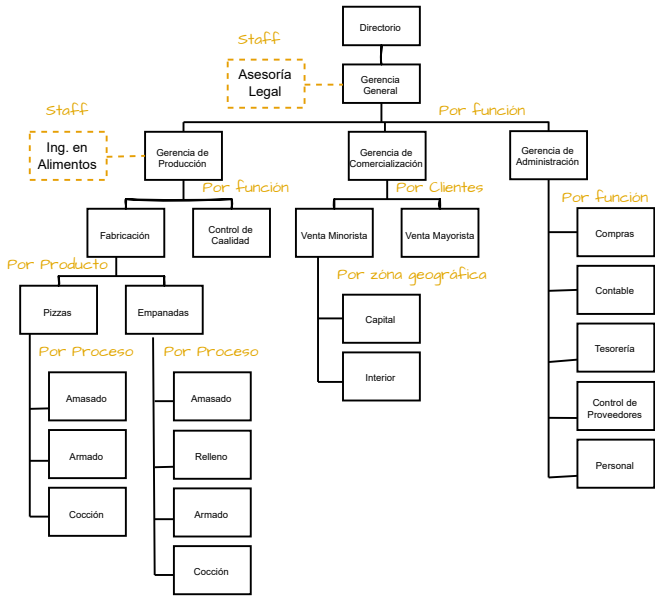 Directorio
Staff
Asesoría
Legal
Gerencia
General
Staff
Por función
Ing. en
Alimentos
Gerencia de
Producción
Gerencia de
Comercialización
Gerencia de
Administración
Por función
Por Clientes
Por función
Fabricación
Control de
Caalidad
Venta Minorista
Venta Mayorista
Compras
Por Producto
Por zona geográfica
Contable
Pizzas
Empanadas
Capital
Tesorería
Por Proceso
Por Proceso
Interior
Amasado
Amasado
Control de
Proveedores
Armado
Relleno
Personal
Cocción
Armado
Cocción